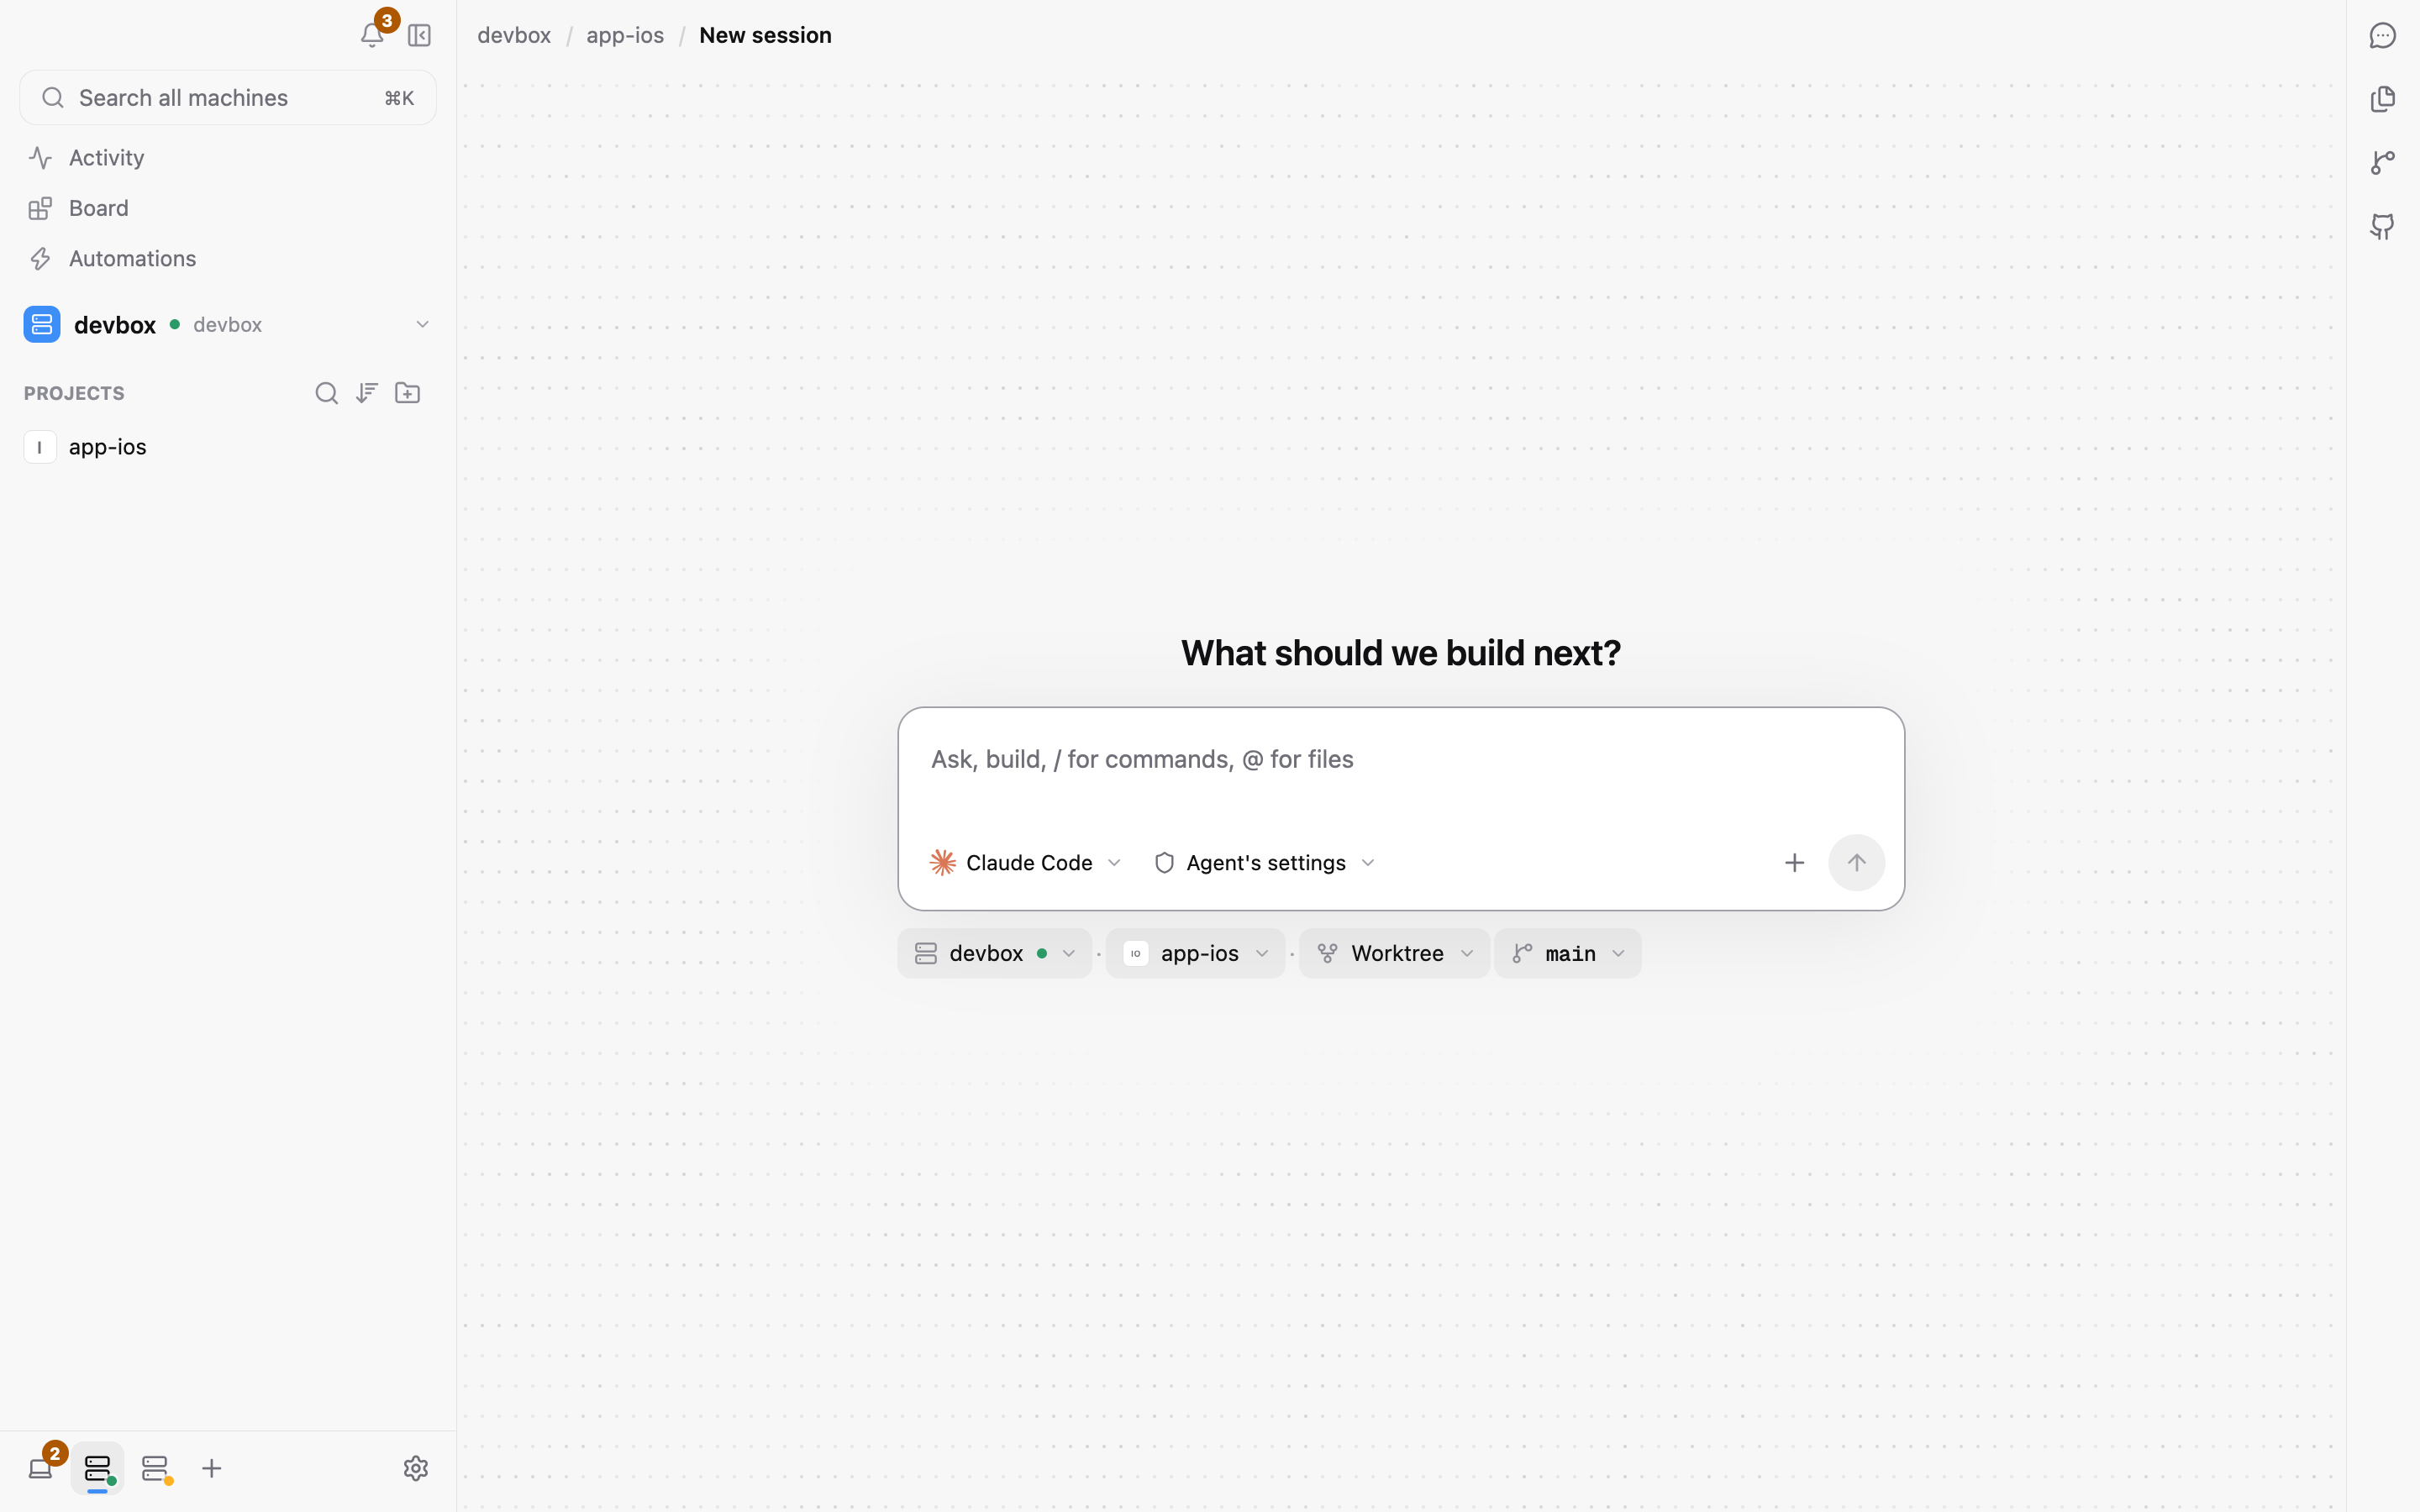 3
devbox / app-ios / New session
Search all machines ⌘K
Activity
Board
Automations
devbox devbox
PROJECTS
I app-ios
What should we build next?
Ask, build, / for commands, @ for files
Claude Code Agent's settings
devbox · IO app-ios · Worktree main
2